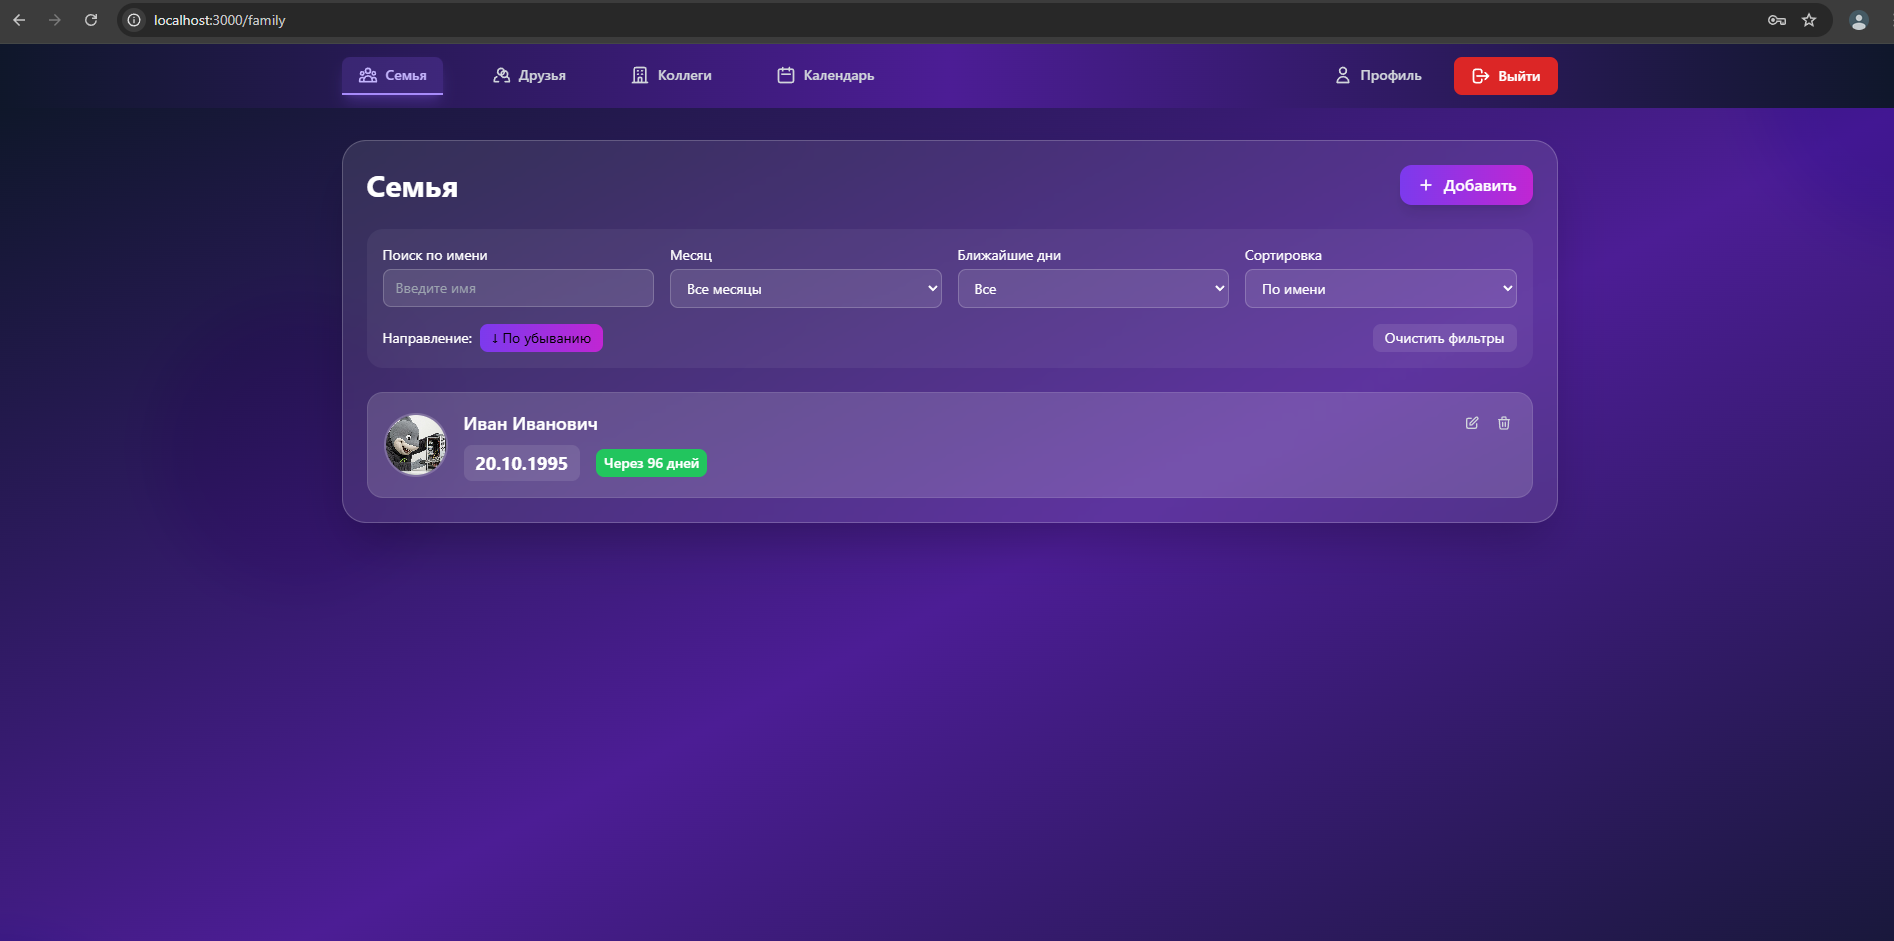 localhost:3000/family
Семья Друзья Коллеги Календарь Профиль Выйти
Семья + Добавить
Поиск по имени Месяц Ближайшие дни Сортировка
Введите имя Все месяцы Все По имени
Направление: ↓ По убыванию Очистить фильтры
Иван Иванович
20.10.1995 Через 96 дней